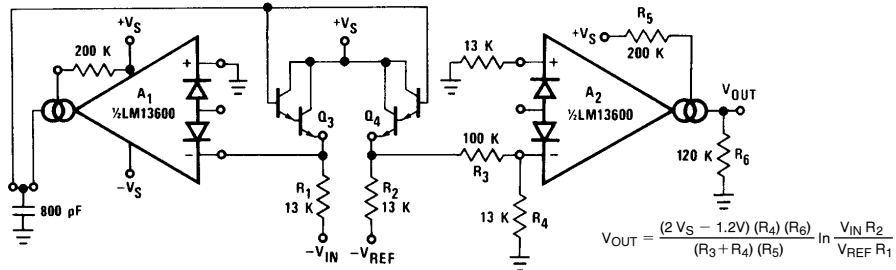 +VS
200 K
A1
½LM13600
+
-
-VS
800 pF
+VS
Q3
Q4
R1
13 K
-VIN
R2
13 K
-VREF
100 K
R3
13 K
13 K
R4
+
-
A2
½LM13600
+VS
R5
200 K
VOUT
120 K
R6
VOUT = (2 VS − 1.2V) (R4) (R6) / (R3 + R4) (R5) ln VIN R2 / VREF R1